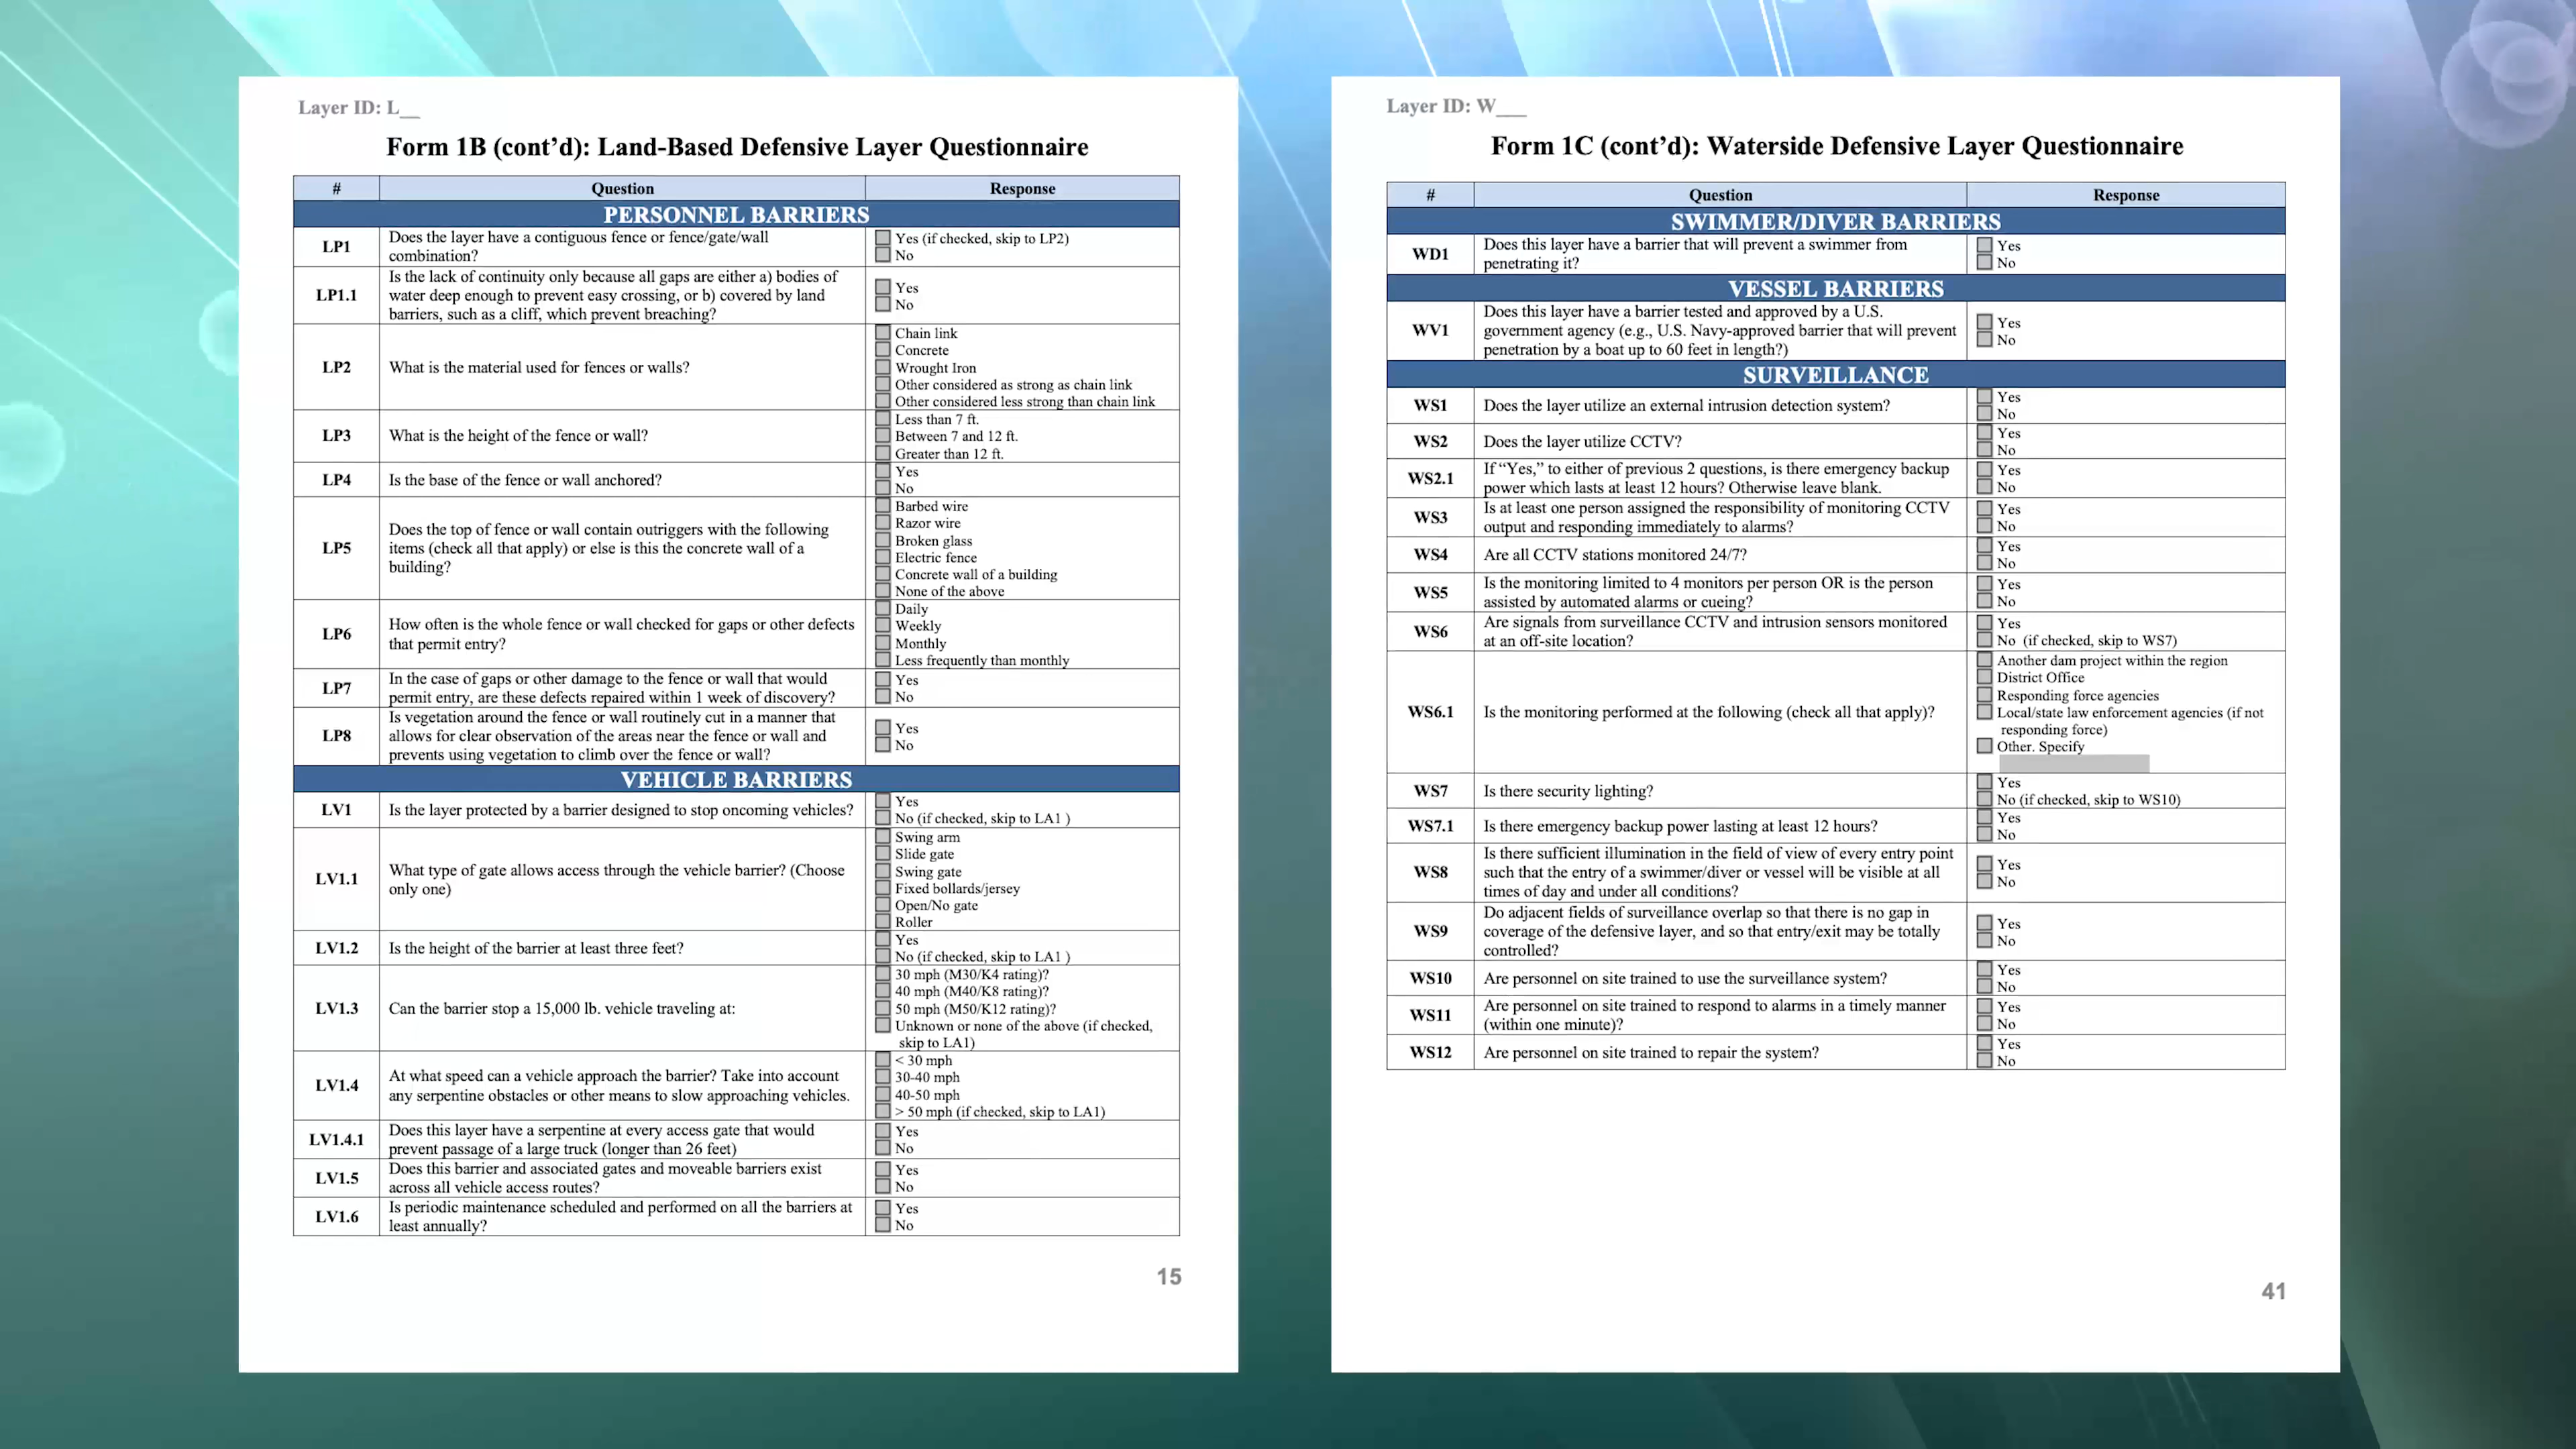 Layer ID: L__
Form 1B (cont’d): Land-Based Defensive Layer Questionnaire
# Question Response
PERSONNEL BARRIERS
LP1 Does the layer have a contiguous fence or fence/gate/wall
combination?
Yes (if checked, skip to LP2)
No
LP1.1 Is the lack of continuity only because all gaps are either a) bodies of
water deep enough to prevent easy crossing, or b) covered by land
barriers, such as a cliff, which prevent breaching?
Yes
No
LP2 What is the material used for fences or walls?
Chain link
Concrete
Wrought Iron
Other considered as strong as chain link
Other considered less strong than chain link
LP3 What is the height of the fence or wall?
Less than 7 ft.
Between 7 and 12 ft.
Greater than 12 ft.
LP4 Is the base of the fence or wall anchored?
Yes
No
LP5 Does the top of fence or wall contain outriggers with the following
items (check all that apply) or else is this the concrete wall of a
building?
Barbed wire
Razor wire
Broken glass
Electric fence
Concrete wall of a building
None of the above
LP6 How often is the whole fence or wall checked for gaps or other defects
that permit entry?
Daily
Weekly
Monthly
Less frequently than monthly
LP7 In the case of gaps or other damage to the fence or wall that would
permit entry, are these defects repaired within 1 week of discovery?
Yes
No
LP8 Is vegetation around the fence or wall routinely cut in a manner that
allows for clear observation of the areas near the fence or wall and
prevents using vegetation to climb over the fence or wall?
Yes
No
VEHICLE BARRIERS
LV1 Is the layer protected by a barrier designed to stop oncoming vehicles?
Yes
No (if checked, skip to LA1 )
LV1.1 What type of gate allows access through the vehicle barrier? (Choose
only one)
Swing arm
Slide gate
Swing gate
Fixed bollards/jersey
Open/No gate
Roller
LV1.2 Is the height of the barrier at least three feet?
Yes
No (if checked, skip to LA1 )
LV1.3 Can the barrier stop a 15,000 lb. vehicle traveling at:
30 mph (M30/K4 rating)?
40 mph (M40/K8 rating)?
50 mph (M50/K12 rating)?
Unknown or none of the above (if checked,
skip to LA1)
LV1.4 At what speed can a vehicle approach the barrier? Take into account
any serpentine obstacles or other means to slow approaching vehicles.
< 30 mph
30-40 mph
40-50 mph
> 50 mph (if checked, skip to LA1)
LV1.4.1 Does this layer have a serpentine at every access gate that would
prevent passage of a large truck (longer than 26 feet)
Yes
No
LV1.5 Does this barrier and associated gates and moveable barriers exist
across all vehicle access routes?
Yes
No
LV1.6 Is periodic maintenance scheduled and performed on all the barriers at
least annually?
Yes
No
15
Layer ID: W___
Form 1C (cont’d): Waterside Defensive Layer Questionnaire
# Question Response
SWIMMER/DIVER BARRIERS
WD1 Does this layer have a barrier that will prevent a swimmer from
penetrating it?
Yes
No
VESSEL BARRIERS
WV1 Does this layer have a barrier tested and approved by a U.S.
government agency (e.g., U.S. Navy-approved barrier that will prevent
penetration by a boat up to 60 feet in length?)
Yes
No
SURVEILLANCE
WS1 Does the layer utilize an external intrusion detection system?
Yes
No
WS2 Does the layer utilize CCTV?
Yes
No
WS2.1 If “Yes,” to either of previous 2 questions, is there emergency backup
power which lasts at least 12 hours? Otherwise leave blank.
Yes
No
WS3 Is at least one person assigned the responsibility of monitoring CCTV
output and responding immediately to alarms?
Yes
No
WS4 Are all CCTV stations monitored 24/7?
Yes
No
WS5 Is the monitoring limited to 4 monitors per person OR is the person
assisted by automated alarms or cueing?
Yes
No
WS6 Are signals from surveillance CCTV and intrusion sensors monitored
at an off-site location?
Yes
No (if checked, skip to WS7)
WS6.1 Is the monitoring performed at the following (check all that apply)?
Another dam project within the region
District Office
Responding force agencies
Local/state law enforcement agencies (if not
responding force)
Other. Specify
WS7 Is there security lighting?
Yes
No (if checked, skip to WS10)
WS7.1 Is there emergency backup power lasting at least 12 hours?
Yes
No
WS8 Is there sufficient illumination in the field of view of every entry point
such that the entry of a swimmer/diver or vessel will be visible at all
times of day and under all conditions?
Yes
No
WS9 Do adjacent fields of surveillance overlap so that there is no gap in
coverage of the defensive layer, and so that entry/exit may be totally
controlled?
Yes
No
WS10 Are personnel on site trained to use the surveillance system?
Yes
No
WS11 Are personnel on site trained to respond to alarms in a timely manner
(within one minute)?
Yes
No
WS12 Are personnel on site trained to repair the system?
Yes
No
41